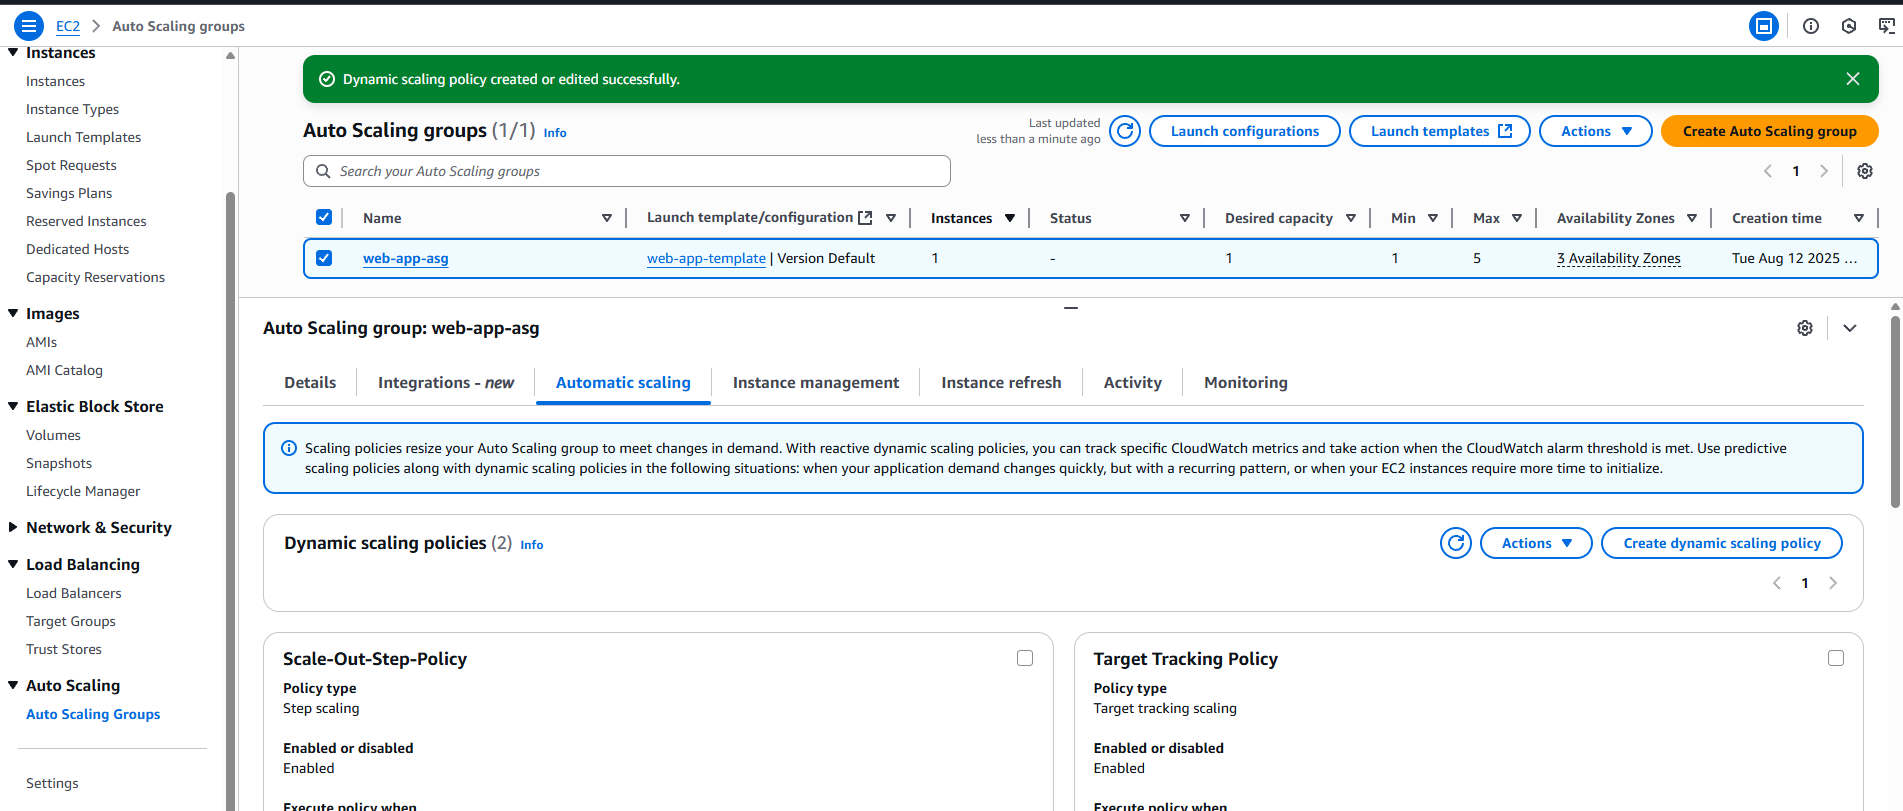 EC2 > Auto Scaling groups
Instances
Instances
Instance Types
Launch Templates
Spot Requests
Savings Plans
Reserved Instances
Dedicated Hosts
Capacity Reservations
Images
AMIs
AMI Catalog
Elastic Block Store
Volumes
Snapshots
Lifecycle Manager
Network & Security
Load Balancing
Load Balancers
Target Groups
Trust Stores
Auto Scaling
Auto Scaling Groups
Settings
Dynamic scaling policy created or edited successfully.
Auto Scaling groups (1/1) Info
Last updated
less than a minute ago
Launch configurations
Launch templates
Actions
Create Auto Scaling group
Search your Auto Scaling groups
1
Name Launch template/configuration Instances Status Desired capacity Min Max Availability Zones Creation time
web-app-asg web-app-template | Version Default 1 - 1 1 5 3 Availability Zones Tue Aug 12 2025 ...
Auto Scaling group: web-app-asg
Details Integrations - new Automatic scaling Instance management Instance refresh Activity Monitoring
Scaling policies resize your Auto Scaling group to meet changes in demand. With reactive dynamic scaling policies, you can track specific CloudWatch metrics and take action when the CloudWatch alarm threshold is met. Use predictive
scaling policies along with dynamic scaling policies in the following situations: when your application demand changes quickly, but with a recurring pattern, or when your EC2 instances require more time to initialize.
Dynamic scaling policies (2) Info
Actions
Create dynamic scaling policy
1
Scale-Out-Step-Policy
Policy type
Step scaling
Enabled or disabled
Enabled
Execute policy when
Target Tracking Policy
Policy type
Target tracking scaling
Enabled or disabled
Enabled
Execute policy when